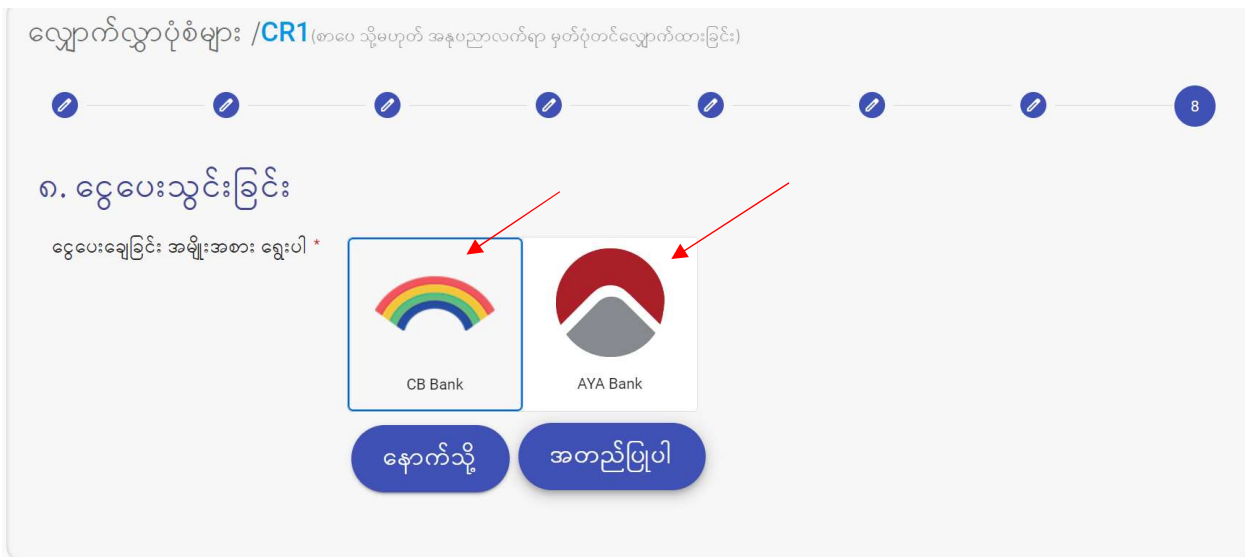 လျှောက်လွှာပုံစံများ /CR1(စာပေ သို့မဟုတ် အနုပညာလက်ရာ မှတ်ပုံတင်လျှောက်ထားခြင်း)
8
၈. ငွေပေးသွင်းခြင်း
ငွေပေးချေခြင်း အမျိုးအစား ရွေးပါ *
CB Bank
AYA Bank
နောက်သို့
အတည်ပြုပါ